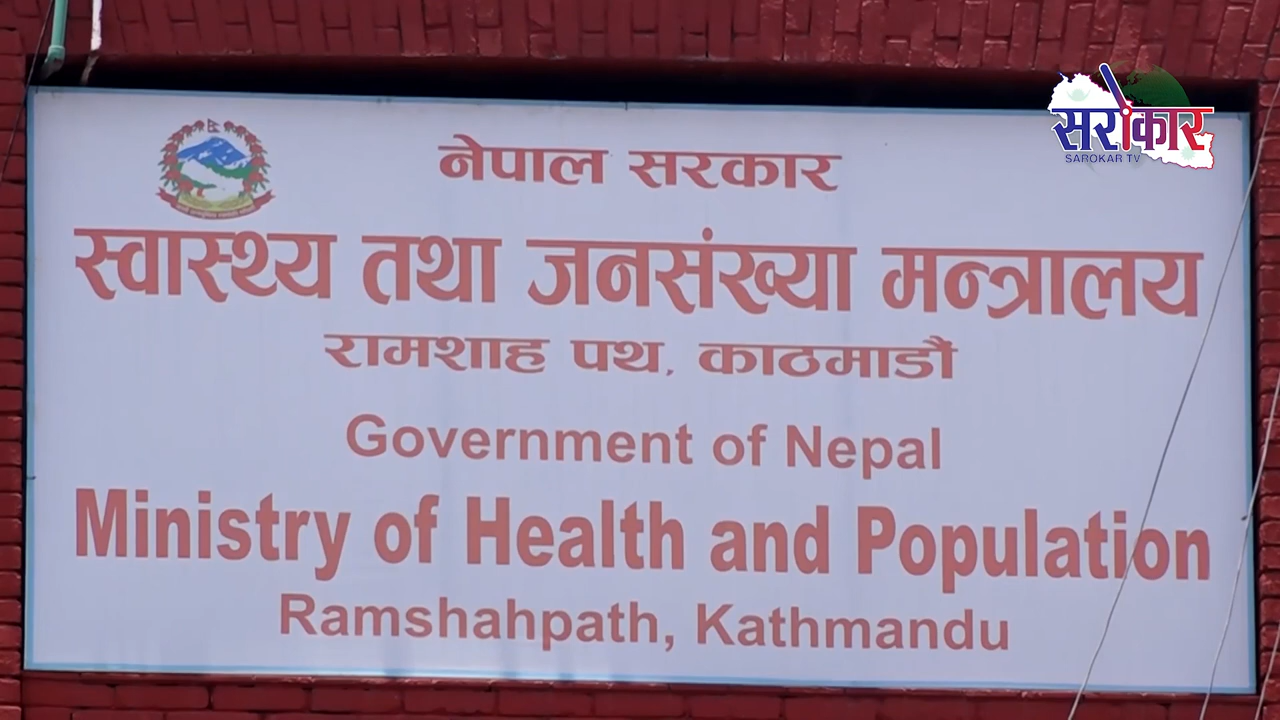 सरोकार
SAROKAR TV
नेपाल सरकार
स्वास्थ्य तथा जनसंख्या मन्त्रालय
रामशाह पथ, काठमाडौं
Government of Nepal
Ministry of Health and Population
Ramshahpath, Kathmandu